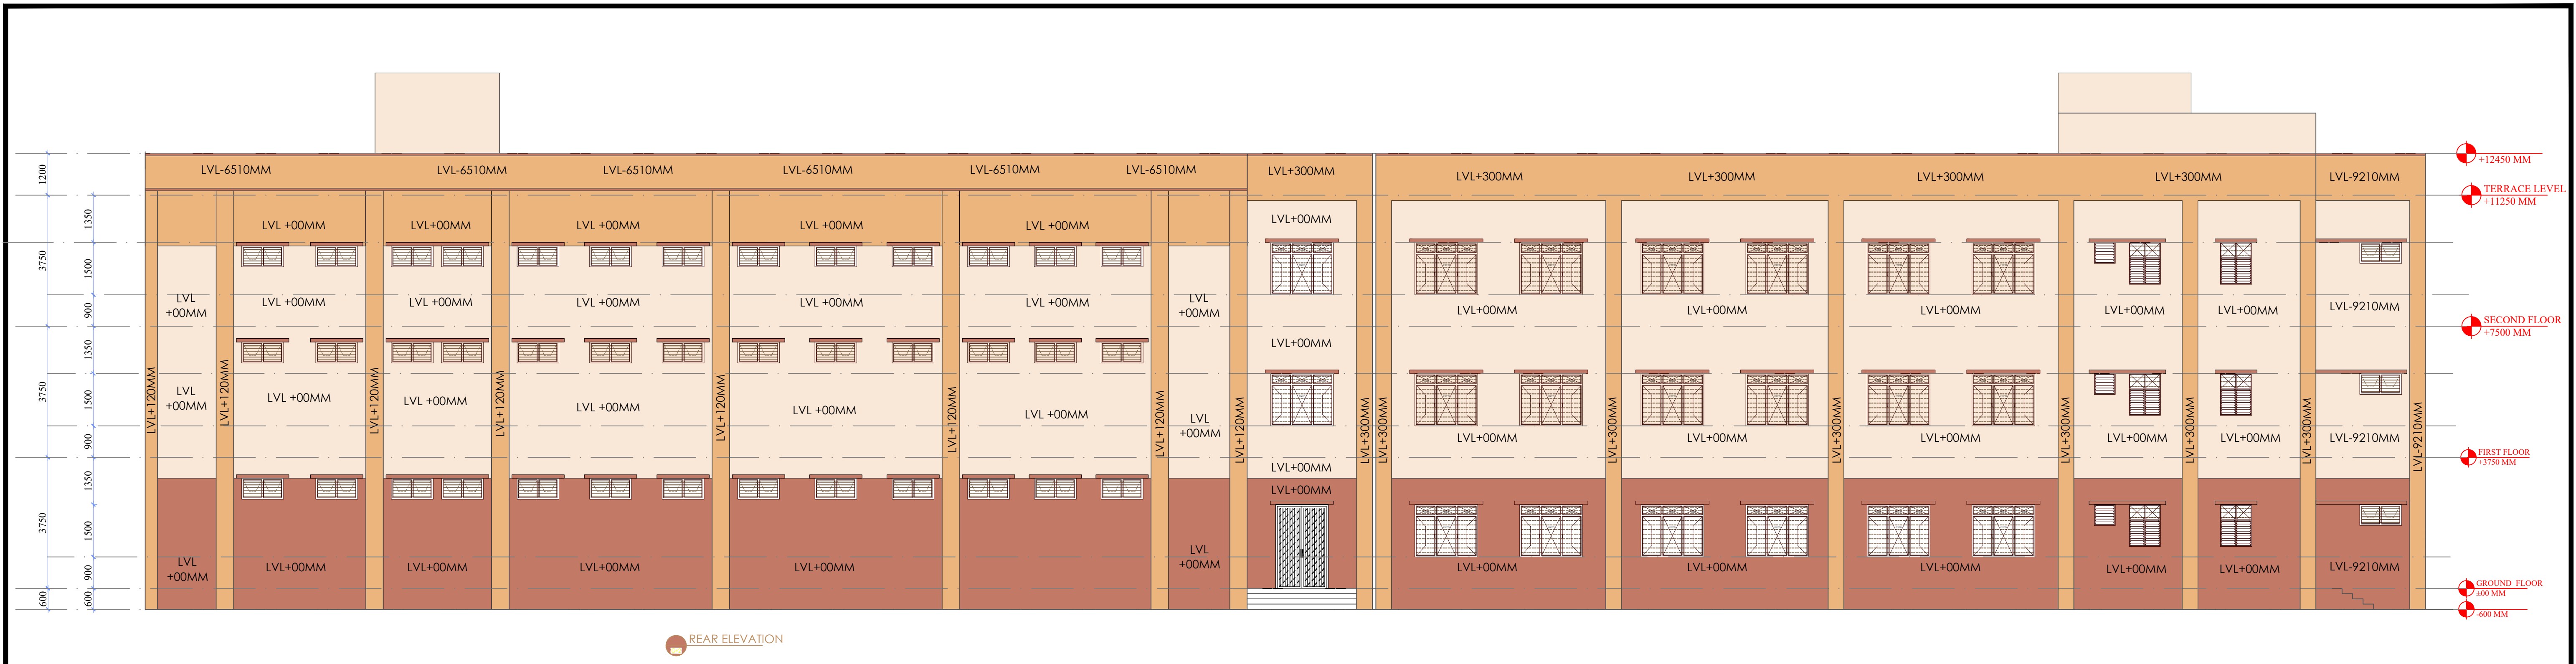 LVL-6510MM LVL-6510MM LVL-6510MM LVL-6510MM LVL-6510MM LVL-6510MM LVL+300MM LVL+300MM LVL+300MM LVL+300MM LVL+300MM LVL-9210MM
+12450 MM
TERRACE LEVEL
+11250 MM
1200
LVL +00MM LVL+00MM LVL +00MM LVL +00MM LVL +00MM LVL+00MM
1350
3750
1500
LVL
+00MM
LVL +00MM LVL +00MM LVL +00MM LVL +00MM LVL +00MM
LVL
+00MM
LVL+00MM LVL+00MM LVL+00MM LVL+00MM LVL+00MM LVL-9210MM
900
SECOND FLOOR
+7500 MM
LVL+00MM
1350
3750
1500
LVL
+00MM
LVL +00MM LVL +00MM LVL +00MM LVL +00MM LVL +00MM
LVL
+00MM
LVL+00MM LVL+00MM LVL+00MM LVL+00MM LVL+00MM LVL-9210MM
900
LVL+120MM LVL+120MM LVL+120MM LVL+120MM LVL+120MM LVL+120MM LVL+120MM LVL+120MM LVL+300MM LVL+300MM LVL+300MM LVL+300MM LVL+300MM LVL+300MM LVL+300MM LVL-9210MM
FIRST FLOOR
+3750 MM
LVL+00MM
LVL+00MM
1350
3750
1500
900
LVL
+00MM
LVL+00MM LVL+00MM LVL+00MM LVL+00MM
LVL
+00MM
LVL+00MM LVL+00MM LVL+00MM LVL+00MM LVL+00MM LVL-9210MM
GROUND FLOOR
±00 MM
600 600
-600 MM
REAR ELEVATION